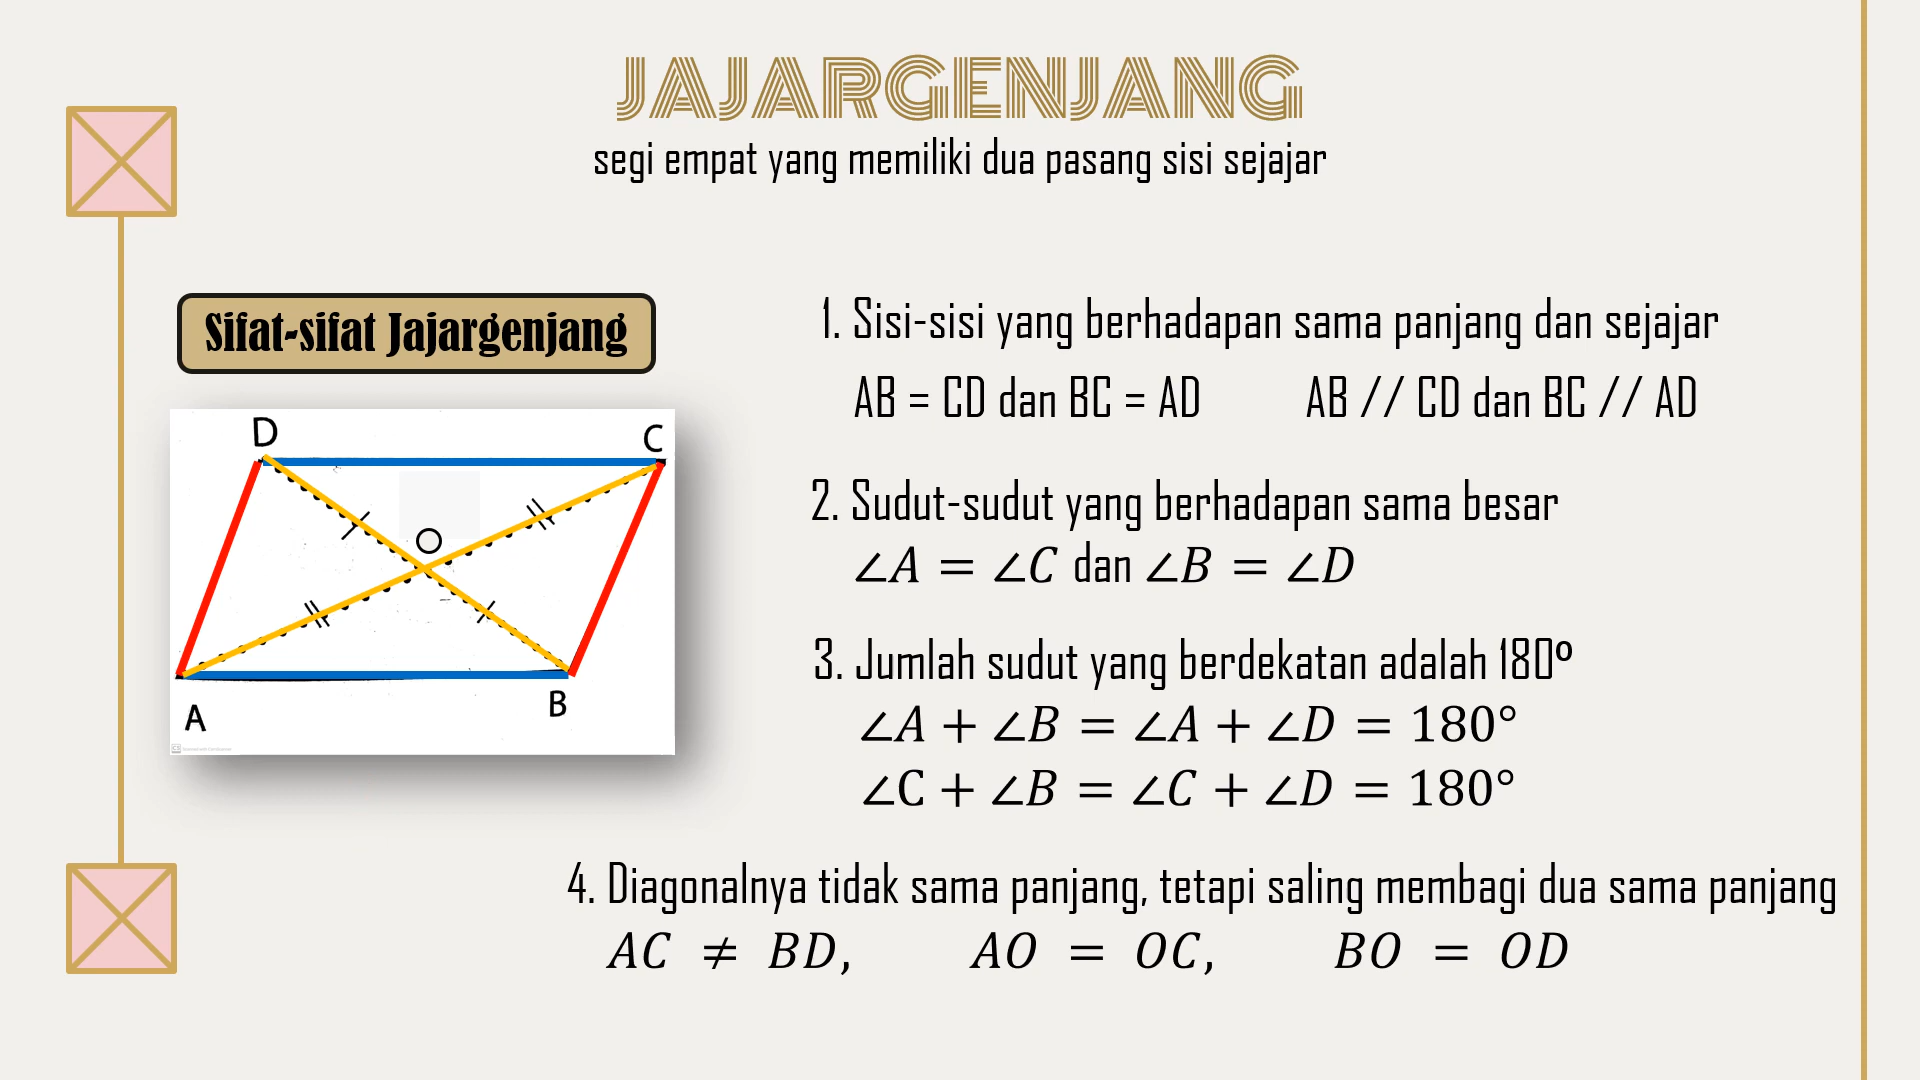 JAJARGENJANG
segi empat yang memiliki dua pasang sisi sejajar
Sifat-sifat Jajargenjang
D
C
O
A
B
1. Sisi-sisi yang berhadapan sama panjang dan sejajar
AB = CD dan BC = AD AB // CD dan BC // AD
2. Sudut-sudut yang berhadapan sama besar
∠A = ∠C dan ∠B = ∠D
3. Jumlah sudut yang berdekatan adalah 180º
∠A + ∠B = ∠A + ∠D = 180°
∠C + ∠B = ∠C + ∠D = 180°
4. Diagonalnya tidak sama panjang, tetapi saling membagi dua sama panjang
AC ≠ BD, AO = OC, BO = OD